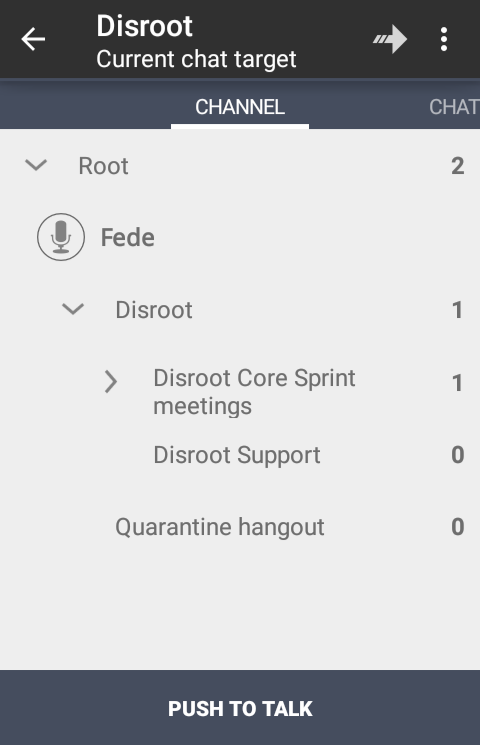 Disroot
Current chat target
CHANNEL
CHAT
Root 2
Fede
Disroot 1
Disroot Core Sprint
meetings 1
Disroot Support 0
Quarantine hangout 0
PUSH TO TALK